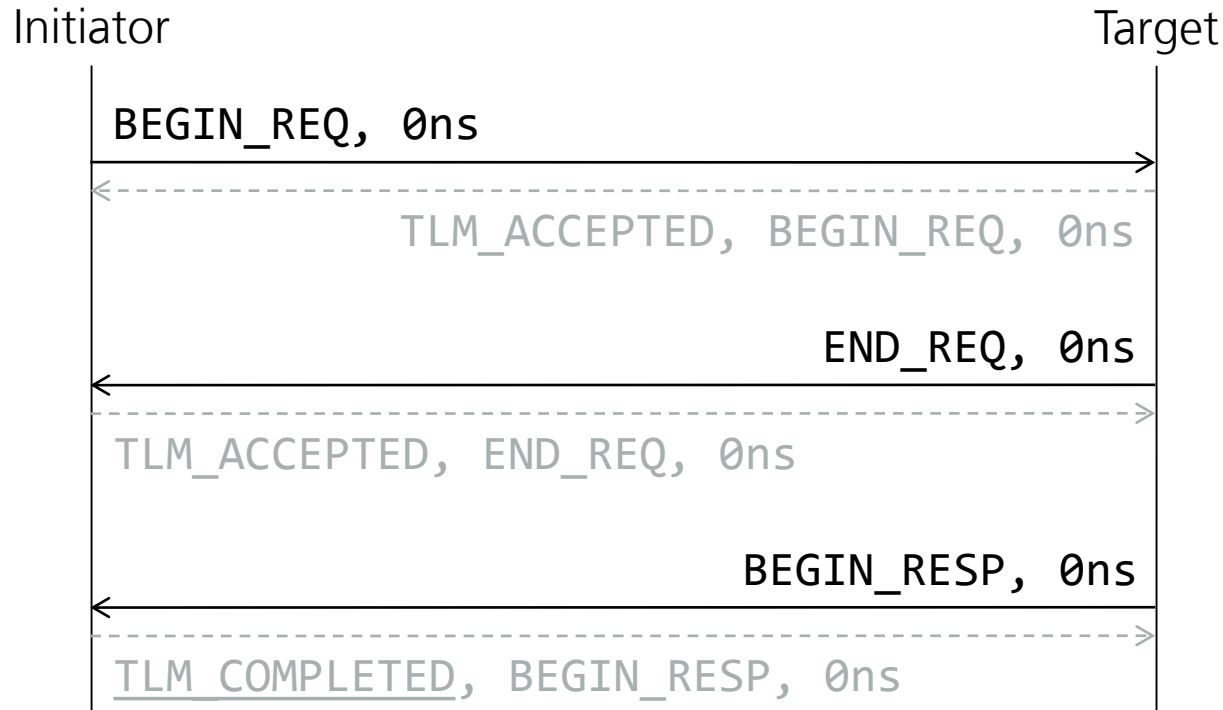 Initiator
Target
BEGIN_REQ, 0ns
TLM_ACCEPTED, BEGIN_REQ, 0ns
END_REQ, 0ns
TLM_ACCEPTED, END_REQ, 0ns
BEGIN_RESP, 0ns
TLM_COMPLETED, BEGIN_RESP, 0ns